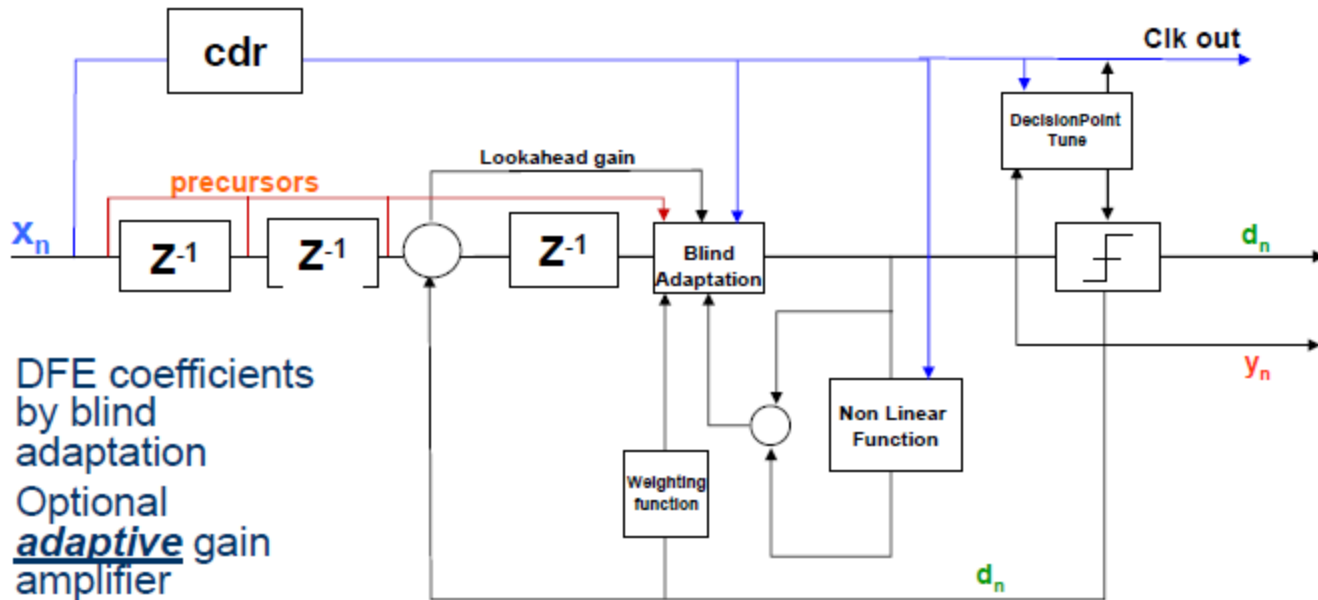 cdr
Clk out
DecisionPoint
Tune
Lookahead gain
precursors
xn
Z-1
Z-1
Z-1
Blind
Adaptation
dn
yn
DFE coefficients
by blind
adaptation
Optional
adaptive gain
amplifier
Weighting
function
Non Linear
Function
dn